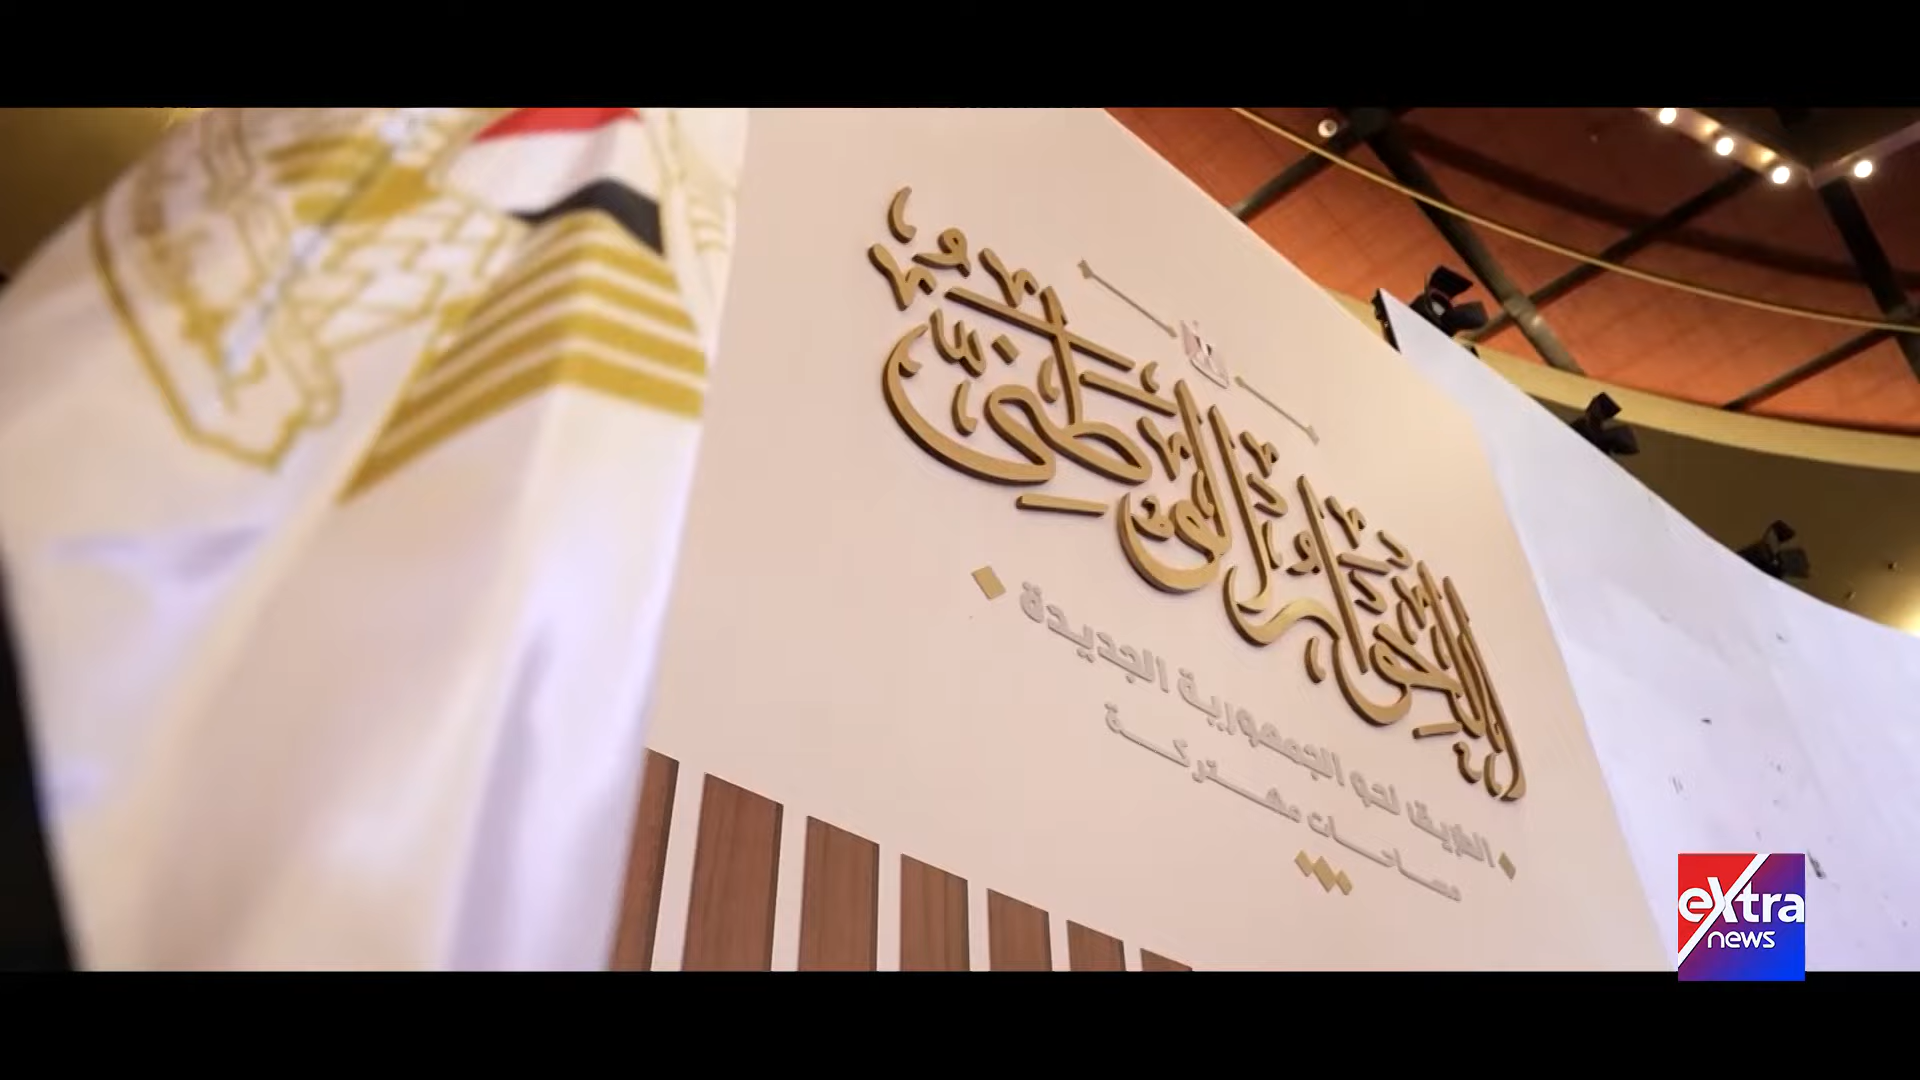 الحوار الوطني
الطريق نحو الجمهورية الجديدة
مساحات مشتركة
eXtra
news